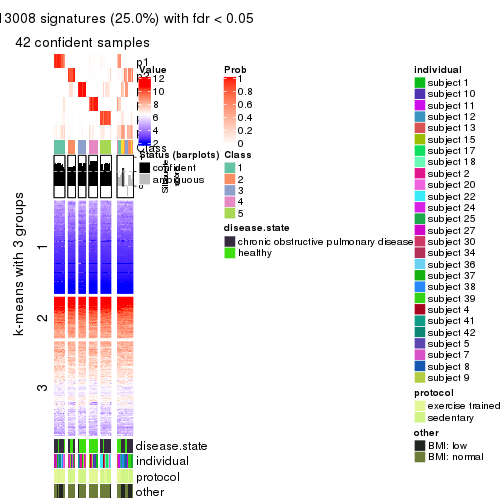 13008 signatures (25.0%) with fdr < 0.05
42 confident samples
p1
p2
Class
Value
12
10
8
6
4
2
Prob
1
0.8
0.6
0.4
0.2
0
Status (barplots)
confident
ambiguous
Class
1
2
3
4
5
disease.state
chronic obstructive pulmonary disease
healthy
individual
subject 1
subject 10
subject 11
subject 12
subject 13
subject 15
subject 17
subject 18
subject 2
subject 20
subject 22
subject 24
subject 25
subject 27
subject 30
subject 34
subject 36
subject 37
subject 38
subject 39
subject 4
subject 41
subject 42
subject 5
subject 7
subject 8
subject 9
protocol
exercise trained
sedentary
other
BMI: low
BMI: normal
k-means with 3 groups
1
2
3
disease.state
individual
protocol
other